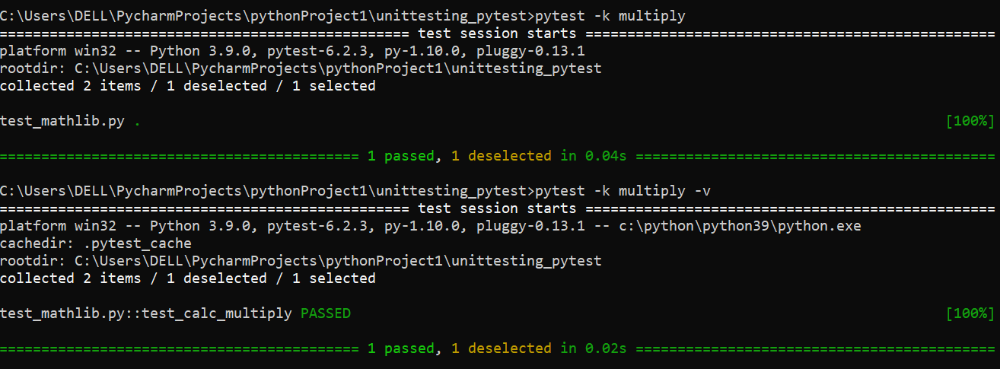 C:\Users\DELL\PycharmProjects\pythonProject1\unittesting_pytest>pytest -k multiply
================================================= test session starts =================================================
platform win32 -- Python 3.9.0, pytest-6.2.3, py-1.10.0, pluggy-0.13.1
rootdir: C:\Users\DELL\PycharmProjects\pythonProject1\unittesting_pytest
collected 2 items / 1 deselected / 1 selected
test_mathlib.py . [100%]
=========================================== 1 passed, 1 deselected in 0.04s ===========================================
C:\Users\DELL\PycharmProjects\pythonProject1\unittesting_pytest>pytest -k multiply -v
================================================= test session starts =================================================
platform win32 -- Python 3.9.0, pytest-6.2.3, py-1.10.0, pluggy-0.13.1 -- c:\python\python39\python.exe
cachedir: .pytest_cache
rootdir: C:\Users\DELL\PycharmProjects\pythonProject1\unittesting_pytest
collected 2 items / 1 deselected / 1 selected
test_mathlib.py::test_calc_multiply PASSED [100%]
=========================================== 1 passed, 1 deselected in 0.02s ===========================================